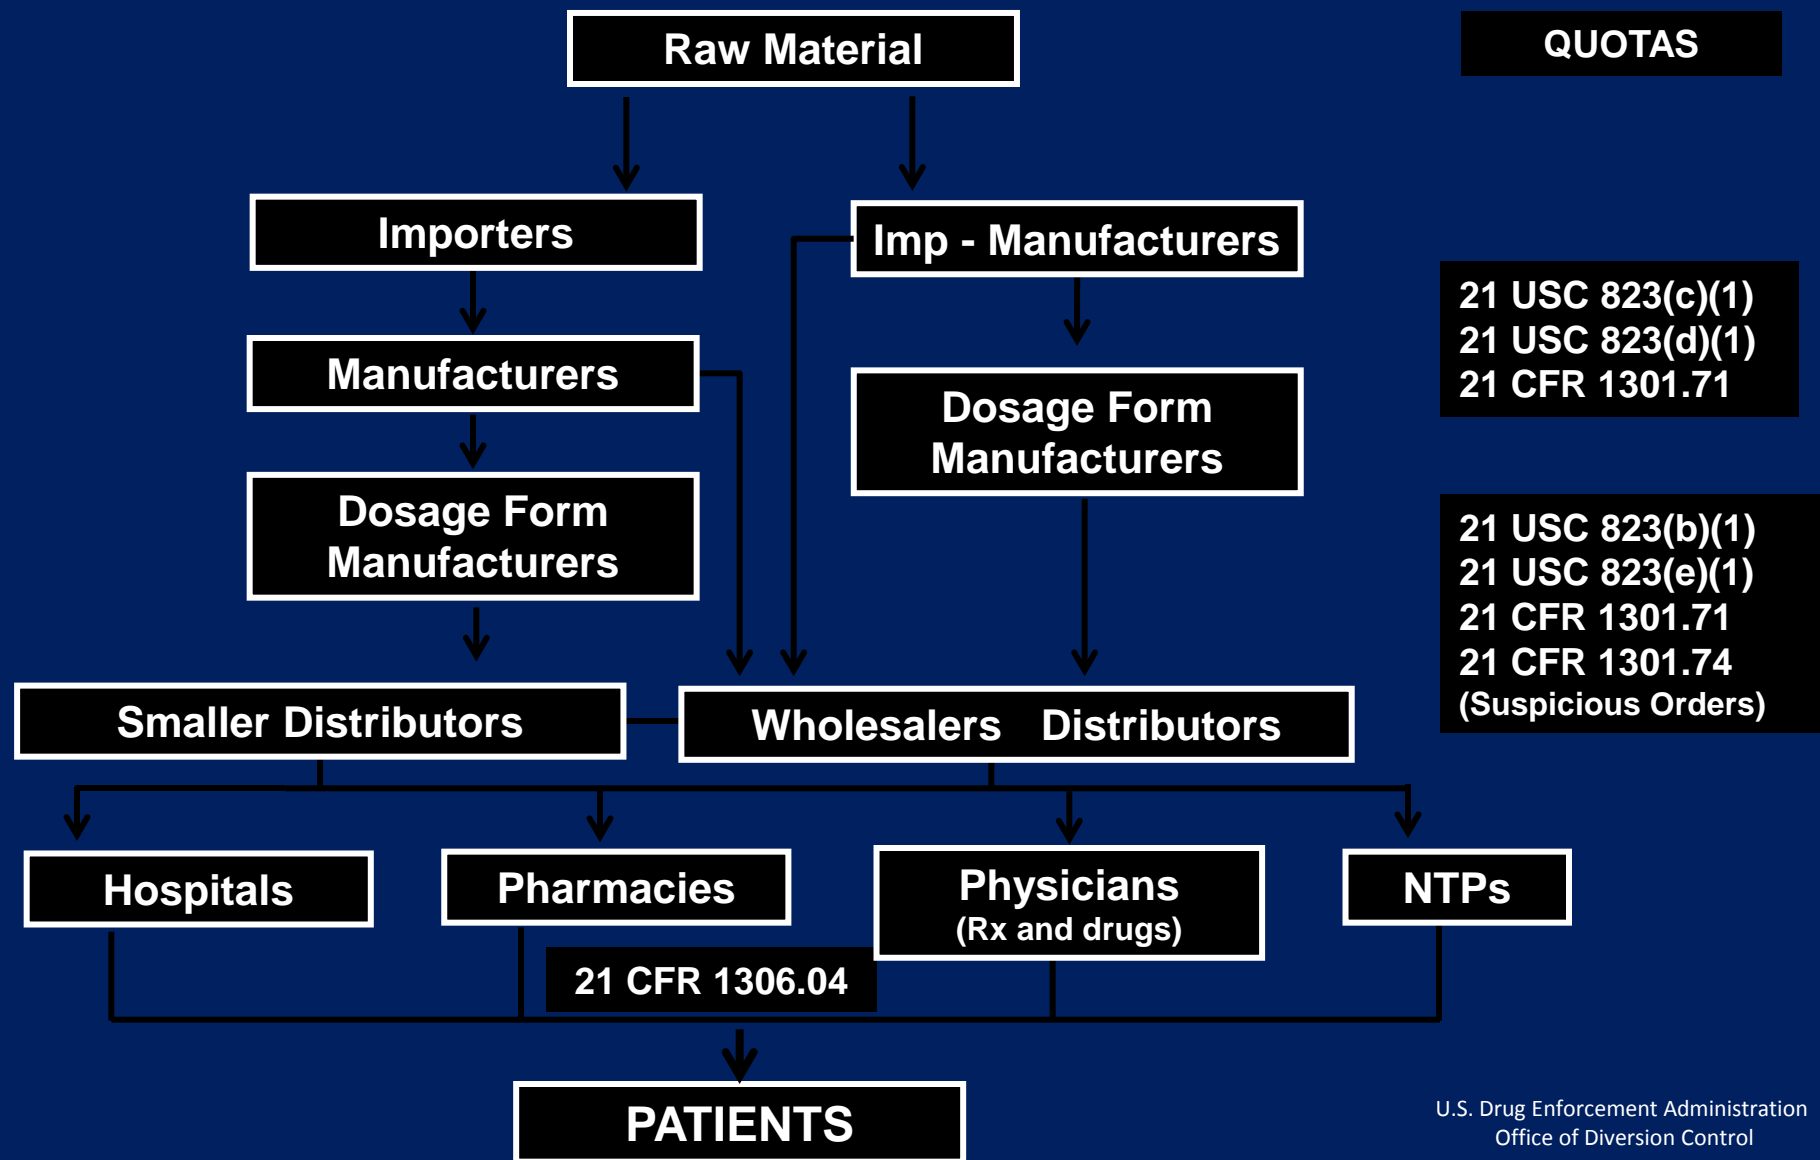 Raw Material
QUOTAS
Importers
Imp - Manufacturers
21 USC 823(c)(1)
21 USC 823(d)(1)
21 CFR 1301.71
Manufacturers
Dosage Form
Manufacturers
Dosage Form
Manufacturers
21 USC 823(b)(1)
21 USC 823(e)(1)
21 CFR 1301.71
21 CFR 1301.74
(Suspicious Orders)
Smaller Distributors
Wholesalers Distributors
Hospitals
Pharmacies
Physicians
(Rx and drugs)
NTPs
21 CFR 1306.04
PATIENTS
U.S. Drug Enforcement Administration
Office of Diversion Control